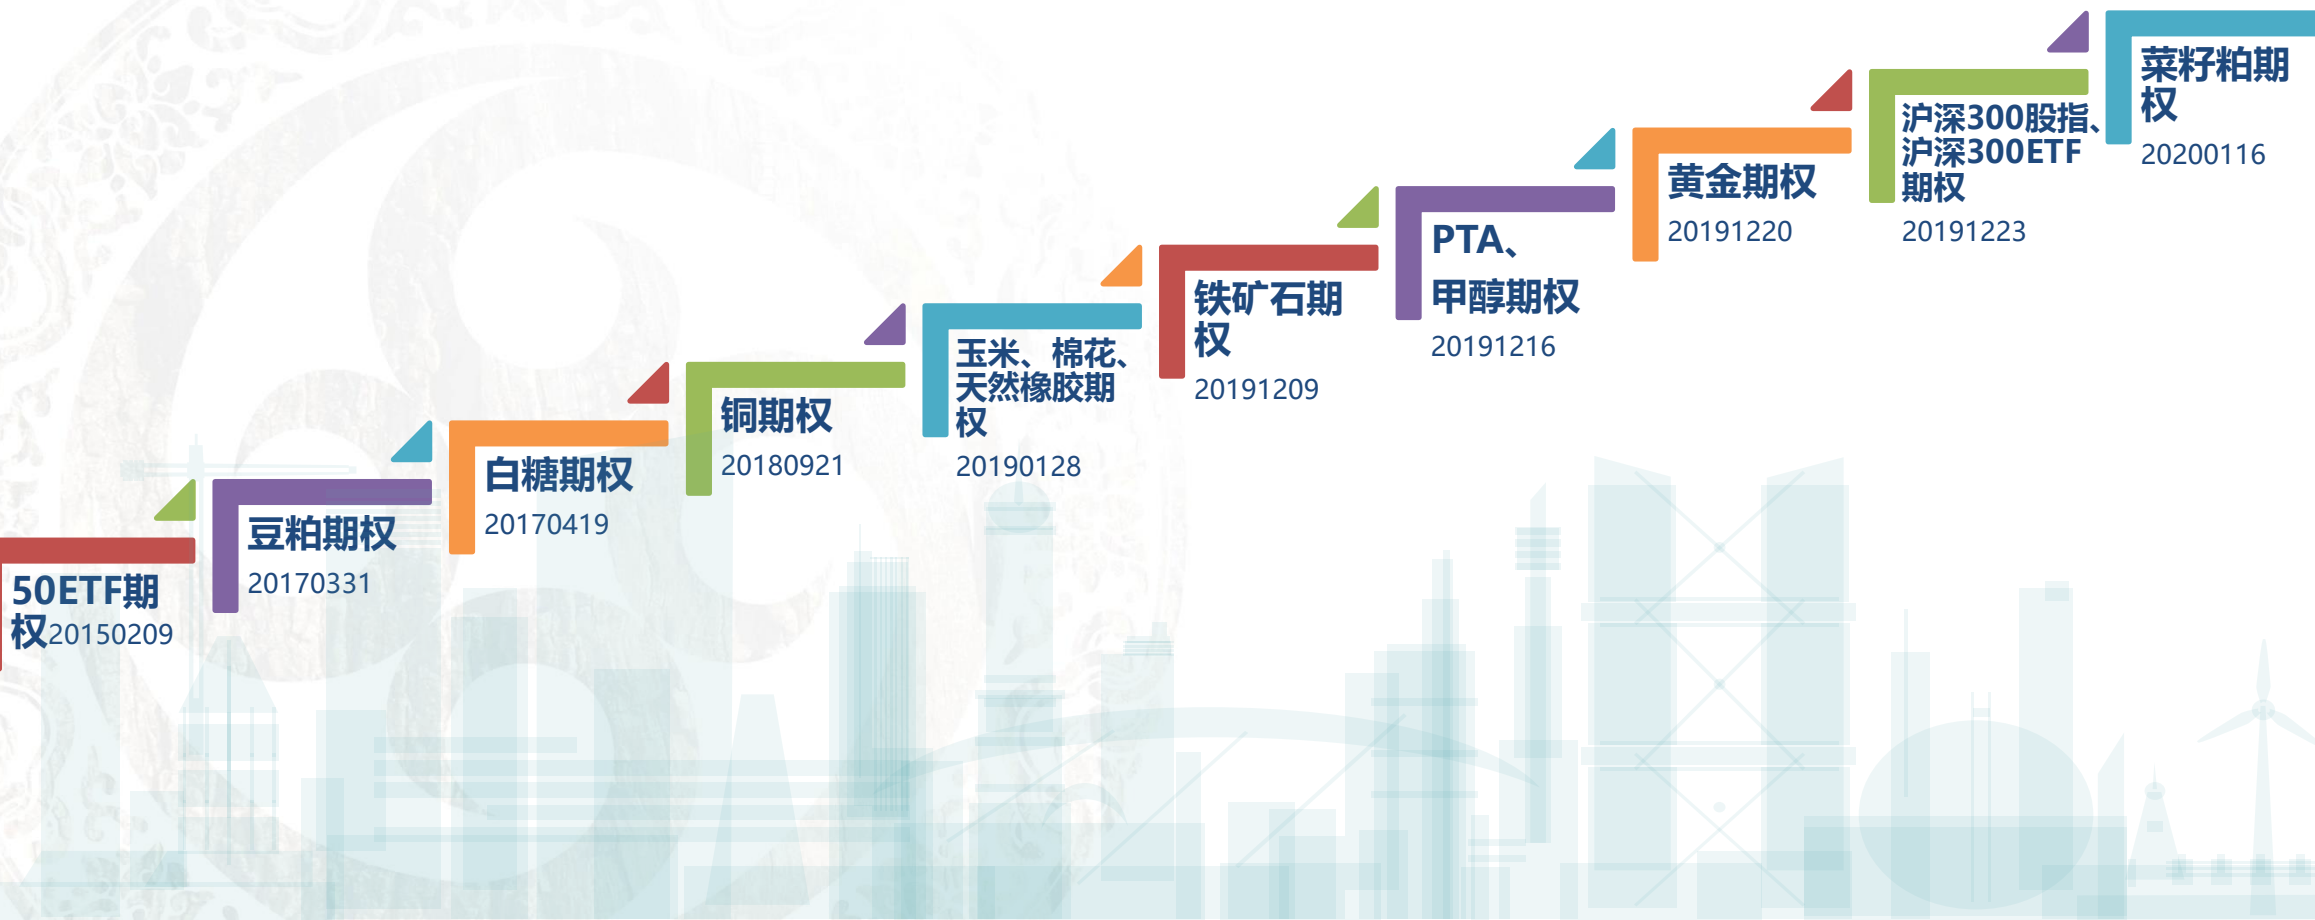 50ETF期
权20150209
豆粕期权
20170331
白糖期权
20170419
铜期权
20180921
玉米、棉花、
天然橡胶期
权
20190128
铁矿石期
权
20191209
PTA、
甲醇期权
20191216
黄金期权
20191220
沪深300股指、
沪深300ETF
期权
20191223
菜籽粕期
权
20200116